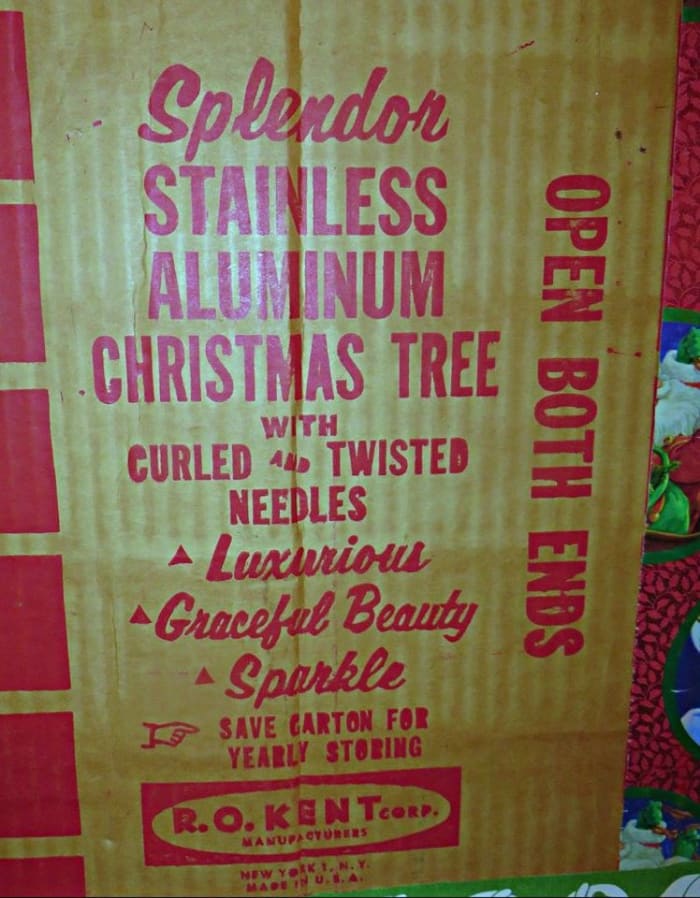 Splendor
STAINLESS
ALUMINUM
CHRISTMAS TREE
WITH
CURLED AND TWISTED
NEEDLES
Luxurious
Graceful Beauty
Sparkle
SAVE CARTON FOR
YEARLY STORING
R.O. KENT CORP.
MANUFACTURERS
NEW YORK 1, N.Y.
MADE IN U.S.A.
OPEN BOTH ENDS